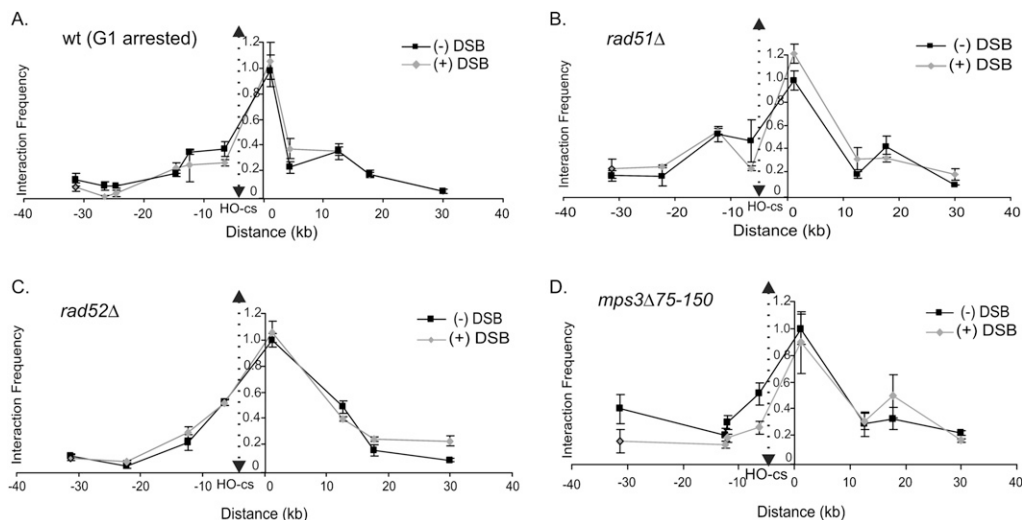 A.
wt (G1 arrested)
(-) DSB
(+) DSB
Interaction Frequency
1.2
1.0
0.8
0.6
0.4
0.2
0
-40 -30 -20 -10 HO-cs 0 10 20 30 40
Distance (kb)
B.
rad51Δ
(-) DSB
(+) DSB
Interaction Frequency
1.2
1.0
0.8
0.6
0.4
0.2
0
-40 -30 -20 -10 HO-cs 0 10 20 30 40
Distance (kb)
C.
rad52Δ
(-) DSB
(+) DSB
Interaction Frequency
1.2
1.0
0.8
0.6
0.4
0.2
0
-40 -30 -20 -10 HO-cs 0 10 20 30 40
Distance (kb)
D.
mps3Δ75-150
(-) DSB
(+) DSB
Interaction Frequency
1.2
1.0
0.8
0.6
0.4
0.2
0
-40 -30 -20 -10 HO-cs 0 10 20 30 40
Distance (kb)